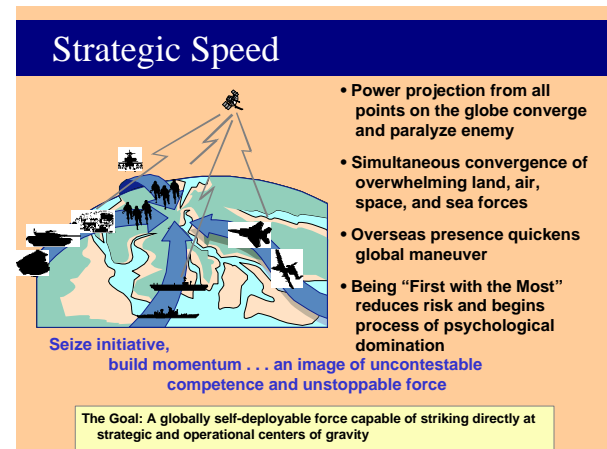 Strategic Speed
• Power projection from all
points on the globe converge
and paralyze enemy
• Simultaneous convergence of
overwhelming land, air,
space, and sea forces
• Overseas presence quickens
global maneuver
• Being “First with the Most”
reduces risk and begins
process of psychological
domination
Seize initiative,
build momentum . . . an image of uncontestable
competence and unstoppable force
The Goal: A globally self-deployable force capable of striking directly at
strategic and operational centers of gravity